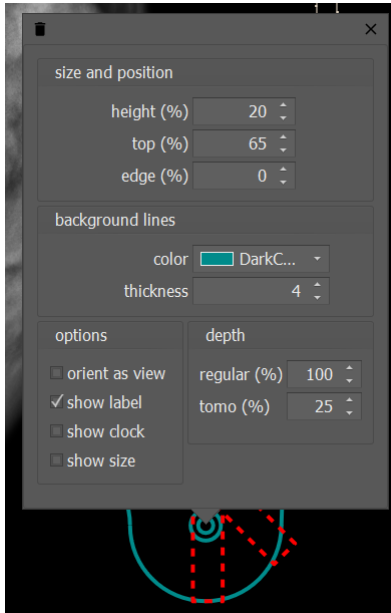 size and position
height (%) 20
top (%) 65
edge (%) 0
background lines
color DarkC...
thickness 4
options
orient as view
show label
show clock
show size
depth
regular (%) 100
tomo (%) 25